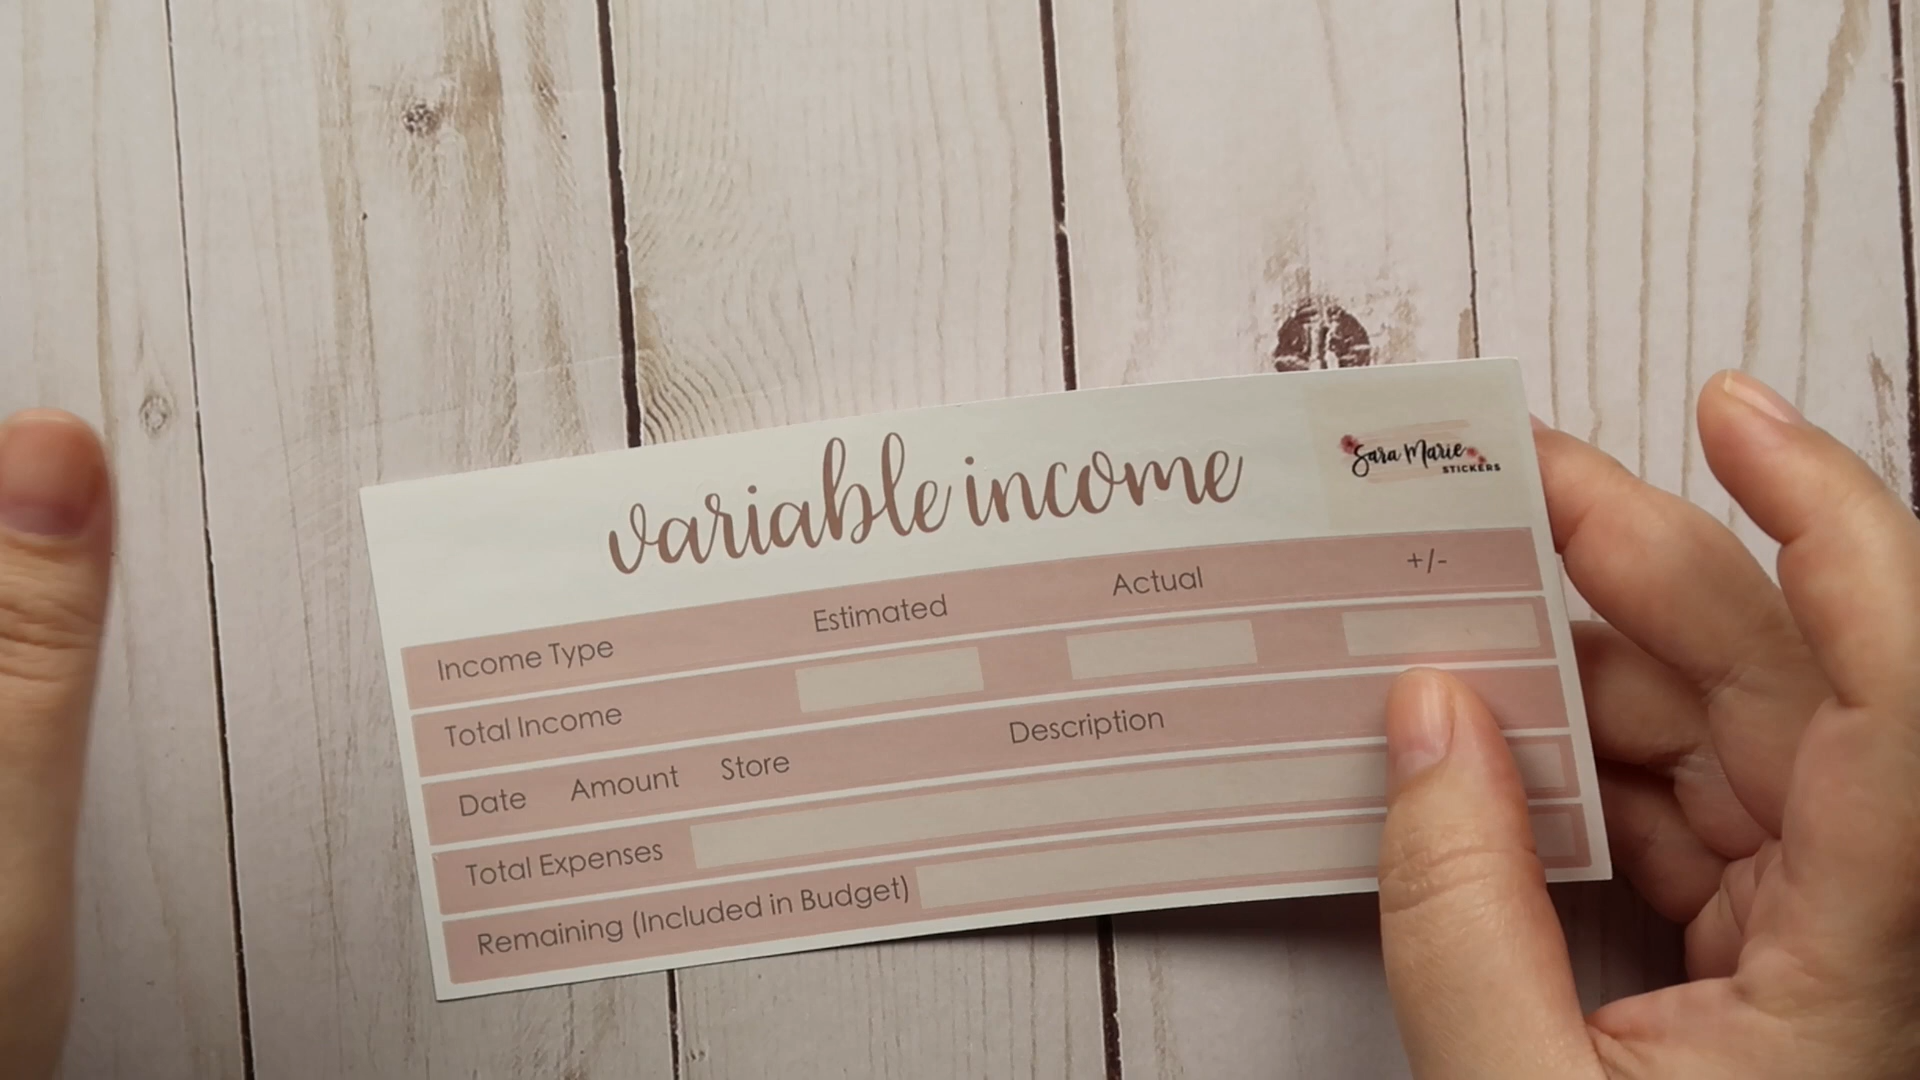 variable income
Sara Marie
STICKERS
Income Type Estimated Actual +/-
Total Income
Date Amount Store Description
Total Expenses
Remaining (Included in Budget)